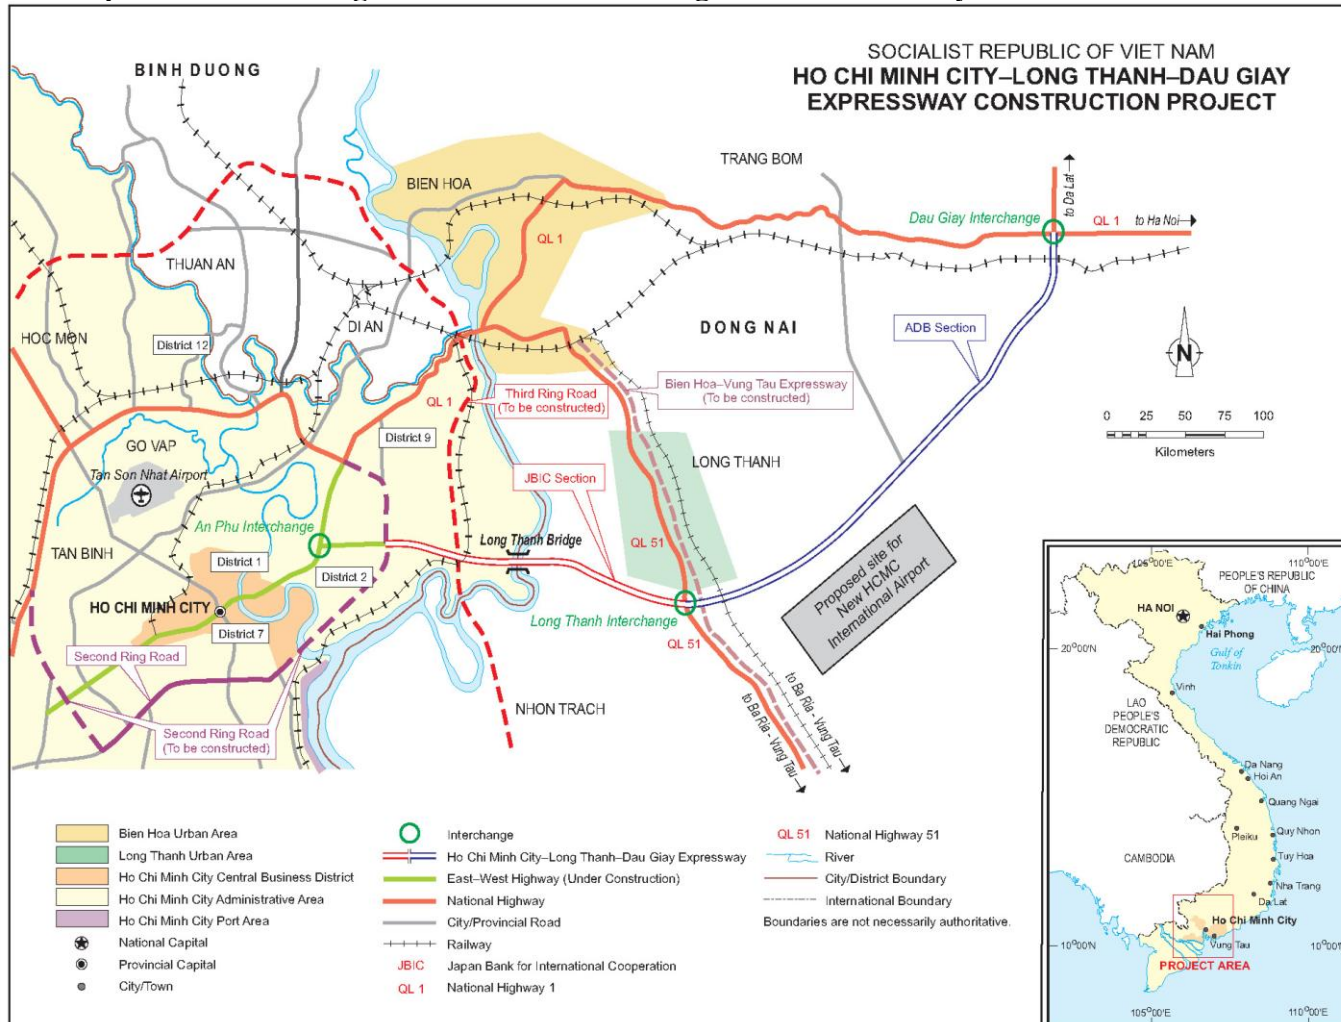 SOCIALIST REPUBLIC OF VIET NAM
HO CHI MINH CITY–LONG THANH–DAU GIAY
EXPRESSWAY CONSTRUCTION PROJECT
BINH DUONG
TRANG BOM
to Da Lat
BIEN HOA
Dau Giay Interchange
QL 1
to Ha Noi
QL 1
THUAN AN
HOC MON
District 12
DI AN
DONG NAI
ADB Section
N
QL 1
Third Ring Road
(To be constructed)
Bien Hoa–Vung Tau Expressway
(To be constructed)
0 25 50 75 100
Kilometers
GO VAP
District 9
Tan Son Nhat Airport
LONG THANH
JBIC Section
An Phu Interchange
TAN BINH
Long Thanh Bridge
QL 51
District 1
District 2
Proposed site for
New HCMC
International Airport
HO CHI MINH CITY
District 7
Long Thanh Interchange
QL 51
Second Ring Road
to Ba Ria - Vung Tau
to Ba Ria - Vung Tau
NHON TRACH
Second Ring Road
(To be constructed)
Bien Hoa Urban Area
Long Thanh Urban Area
Ho Chi Minh City Central Business District
Ho Chi Minh City Administrative Area
Ho Chi Minh City Port Area
National Capital
Provincial Capital
City/Town
Interchange
Ho Chi Minh City–Long Thanh–Dau Giay Expressway
East–West Highway (Under Construction)
National Highway
City/Provincial Road
Railway
JBIC Japan Bank for International Cooperation
QL 1 National Highway 1
QL 51 National Highway 51
River
City/District Boundary
International Boundary
Boundaries are not necessarily authoritative.
105°00'E
110°00'E
PEOPLE'S REPUBLIC
OF CHINA
HA NOI
Hai Phong
20°00'N
Gulf of
Tonkin
20°00'N
Vinh
LAO
PEOPLE'S
DEMOCRATIC
REPUBLIC
Da Nang
Hoi An
Quang Ngai
Pleiku
Quy Nhon
CAMBODIA
Tuy Hoa
Nha Trang
Da Lat
Ho Chi Minh City
10°00'N
Vung Tau
10°00'N
PROJECT AREA
105°00'E
110°00'E